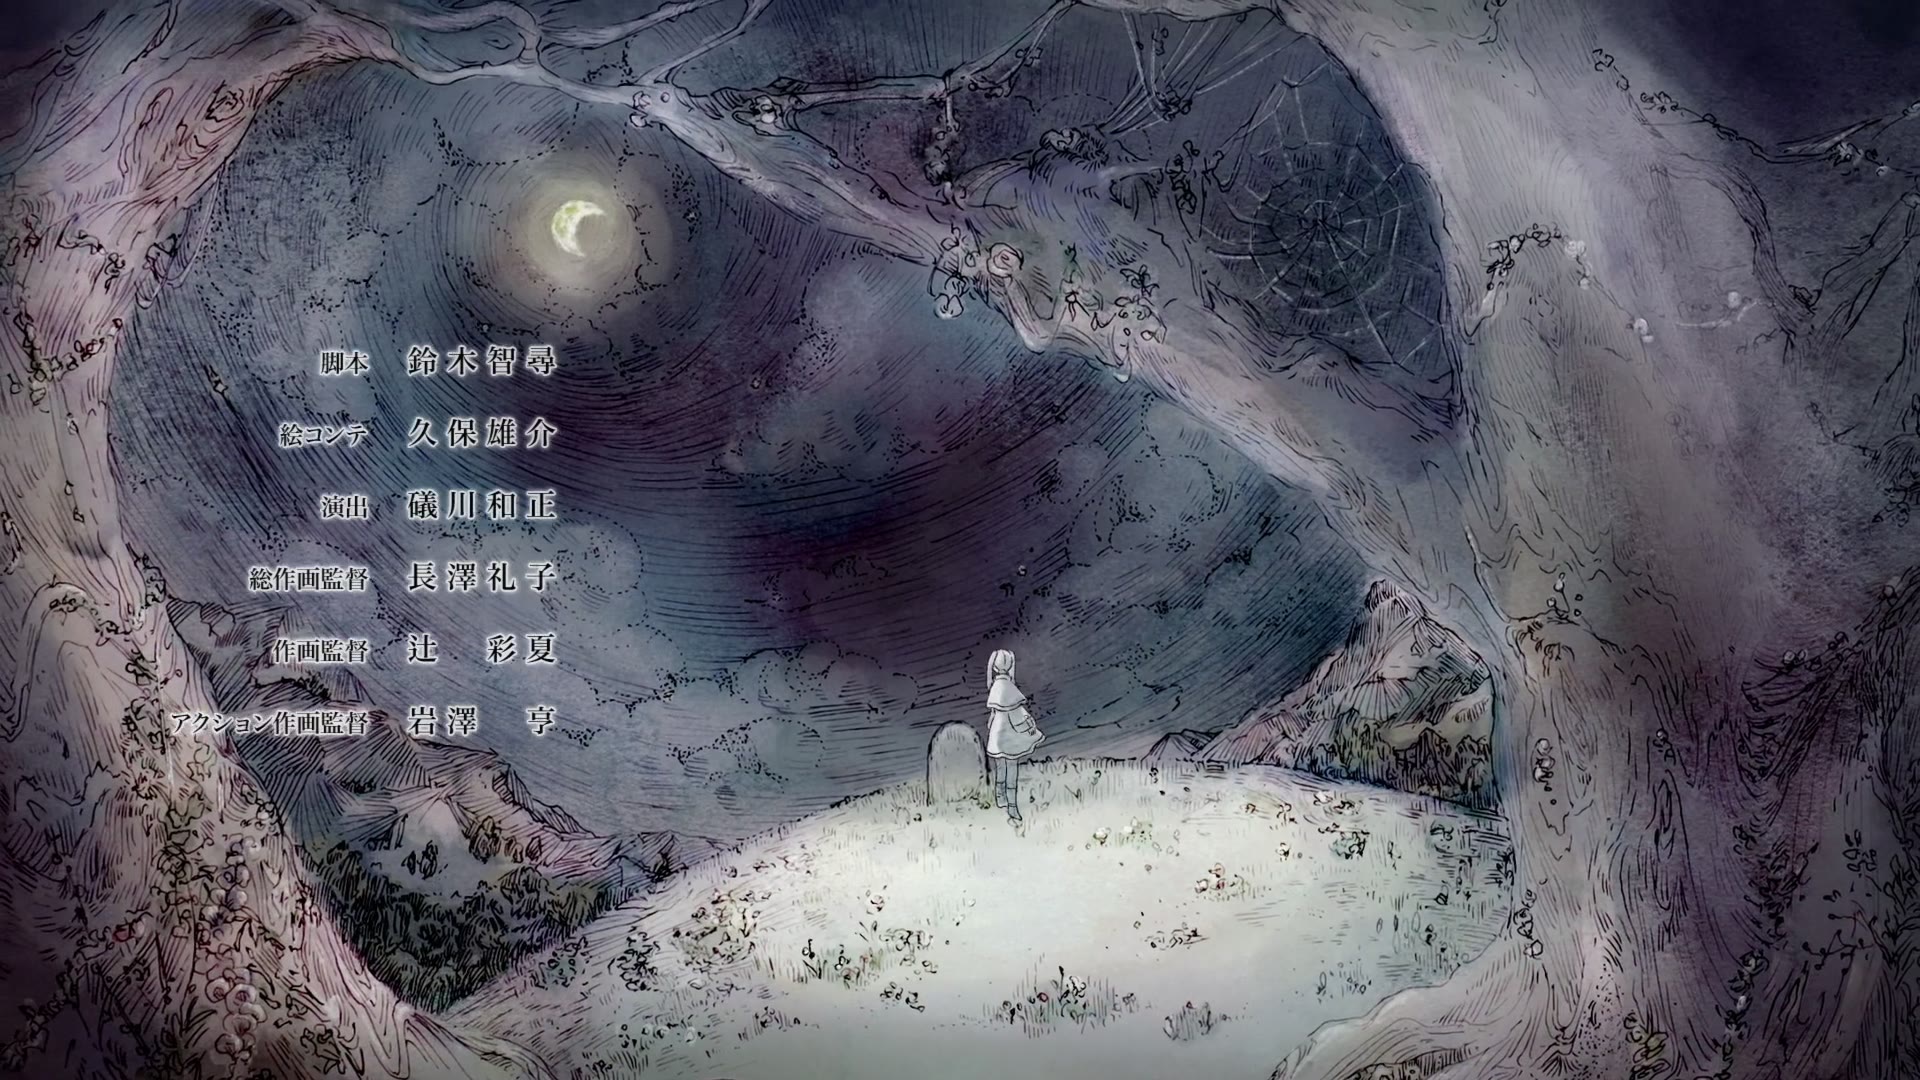 脚本 鈴木智尋
絵コンテ 久保雄介
演出 礒川和正
総作画監督 長澤礼子
作画監督 辻 彩夏
アクション作画監督 岩澤 亨